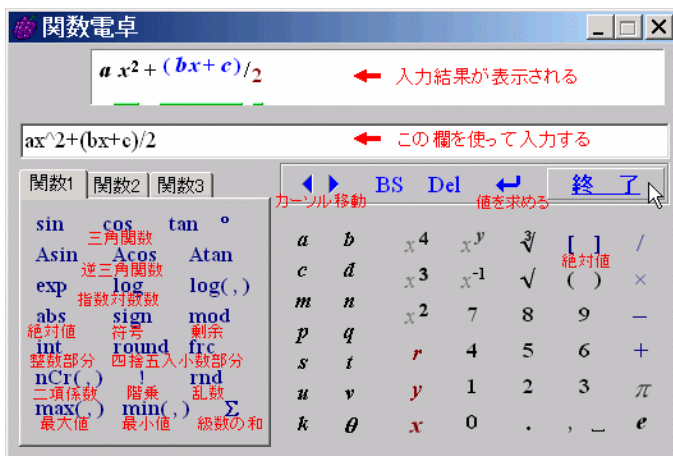 関数電卓
a x² + (bx + c)/2
入力結果が表示される
ax^2+(bx+c)/2
この欄を使って入力する
関数1 関数2 関数3
BS Del 終 了
カーソル移動 値を求める
sin cos tan °
三角関数
Asin Acos Atan
逆三角関数
exp log log( , )
指数対数数
abs sign mod
絶対値 符号 剰余
int round frc
整数部分 四捨五入 小数部分
nCr( , ) ! rnd
二項係数 階乗 乱数
max( , ) min( , ) Σ
最大値 最小値 級数の和
a b x⁴ xʸ ∛ [ ] /
絶対値
c d x³ x⁻¹ √ ( ) ×
m n x² 7 8 9 −
p q r 4 5 6 +
s t
u v y 1 2 3 π
k θ x 0 . , _ e